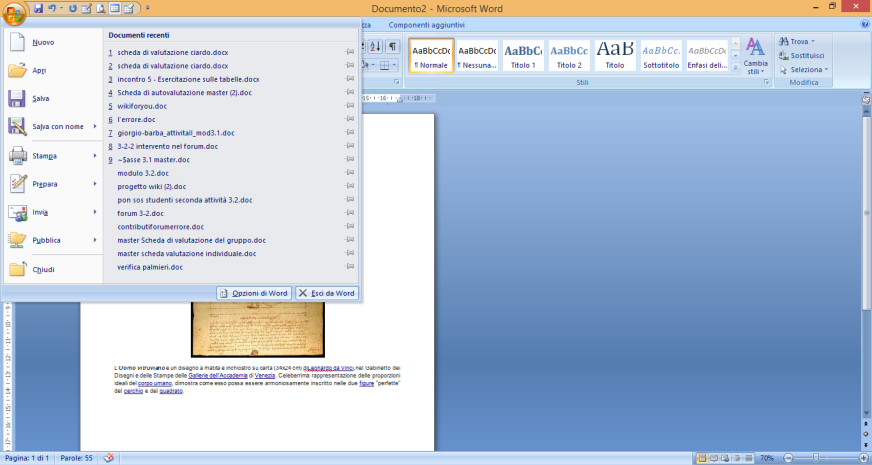 Documento2 - Microsoft Word
Componenti aggiuntivi
Nuovo
Apri
Salva
Salva con nome
Stampa
Prepara
Invia
Pubblica
Chiudi
Documenti recenti
1 scheda di valutazione ciardo.docx
2 scheda di valutazione ciardo.docx
3 incontro 5 - Esercitazione sulle tabelle.docx
4 Scheda di autovalutazione master (2).doc
5 wikiforyou.doc
6 l'errore.doc
7 giorgio-barba_attivitali_mod3.1.doc
8 3-2-2 intervento nel forum.doc
9 ~$asse 3.1 master.doc
modulo 3.2.doc
progetto wiki (2).doc
pon sos studenti seconda attività 3.2.doc
forum 3-2.doc
contributiforumerrore.doc
master Scheda di valutazione del gruppo.doc
master scheda valutazione individuale.doc
verifica palmieri.doc
Opzioni di Word
Esci da Word
AaBbCcDc AaBbCcDc AaBbC AaBbCc AaB AaBbCc. AaBbCcDc
¶ Normale ¶ Nessuna... Titolo 1 Titolo 2 Titolo Sottotitolo Enfasi deli...
Cambia stili
Stili
Trova
Sostituisci
Seleziona
Modifica
L'Uomo vitruviano è un disegno a matita e inchiostro su carta (34x24 cm) di Leonardo da Vinci, nel Gabinetto dei
Disegni e delle Stampe delle Gallerie dell'Accademia di Venezia. Celeberrima rappresentazione delle proporzioni
ideali del corpo umano, dimostra come esso possa essere armoniosamente inscritto nelle due figure "perfette"
del cerchio e del quadrato.
Pagina: 1 di 1 Parole: 55
70%